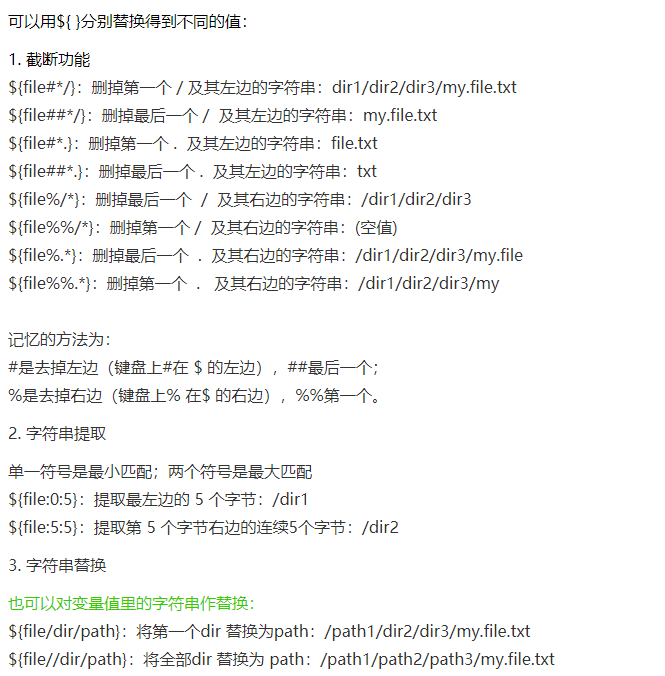 可以用${ }分别替换得到不同的值：
1. 截断功能
${file#*/}：删掉第一个 / 及其左边的字符串：dir1/dir2/dir3/my.file.txt
${file##*/}：删掉最后一个 /  及其左边的字符串：my.file.txt
${file#*.}：删掉第一个 .  及其左边的字符串：file.txt
${file##*.}：删掉最后一个 .  及其左边的字符串：txt
${file%/*}：删掉最后一个  /  及其右边的字符串：/dir1/dir2/dir3
${file%%/*}：删掉第一个 /  及其右边的字符串：(空值)
${file%.*}：删掉最后一个  .  及其右边的字符串：/dir1/dir2/dir3/my.file
${file%%.*}：删掉第一个  .   及其右边的字符串：/dir1/dir2/dir3/my
记忆的方法为：
#是去掉左边（键盘上#在 $ 的左边），##最后一个；
%是去掉右边（键盘上% 在$ 的右边），%%第一个。
2. 字符串提取
单一符号是最小匹配；两个符号是最大匹配
${file:0:5}：提取最左边的 5 个字节：/dir1
${file:5:5}：提取第 5 个字节右边的连续5个字节：/dir2
3. 字符串替换
也可以对变量值里的字符串作替换：
${file/dir/path}：将第一个dir 替换为path：/path1/dir2/dir3/my.file.txt
${file//dir/path}：将全部dir 替换为 path：/path1/path2/path3/my.file.txt